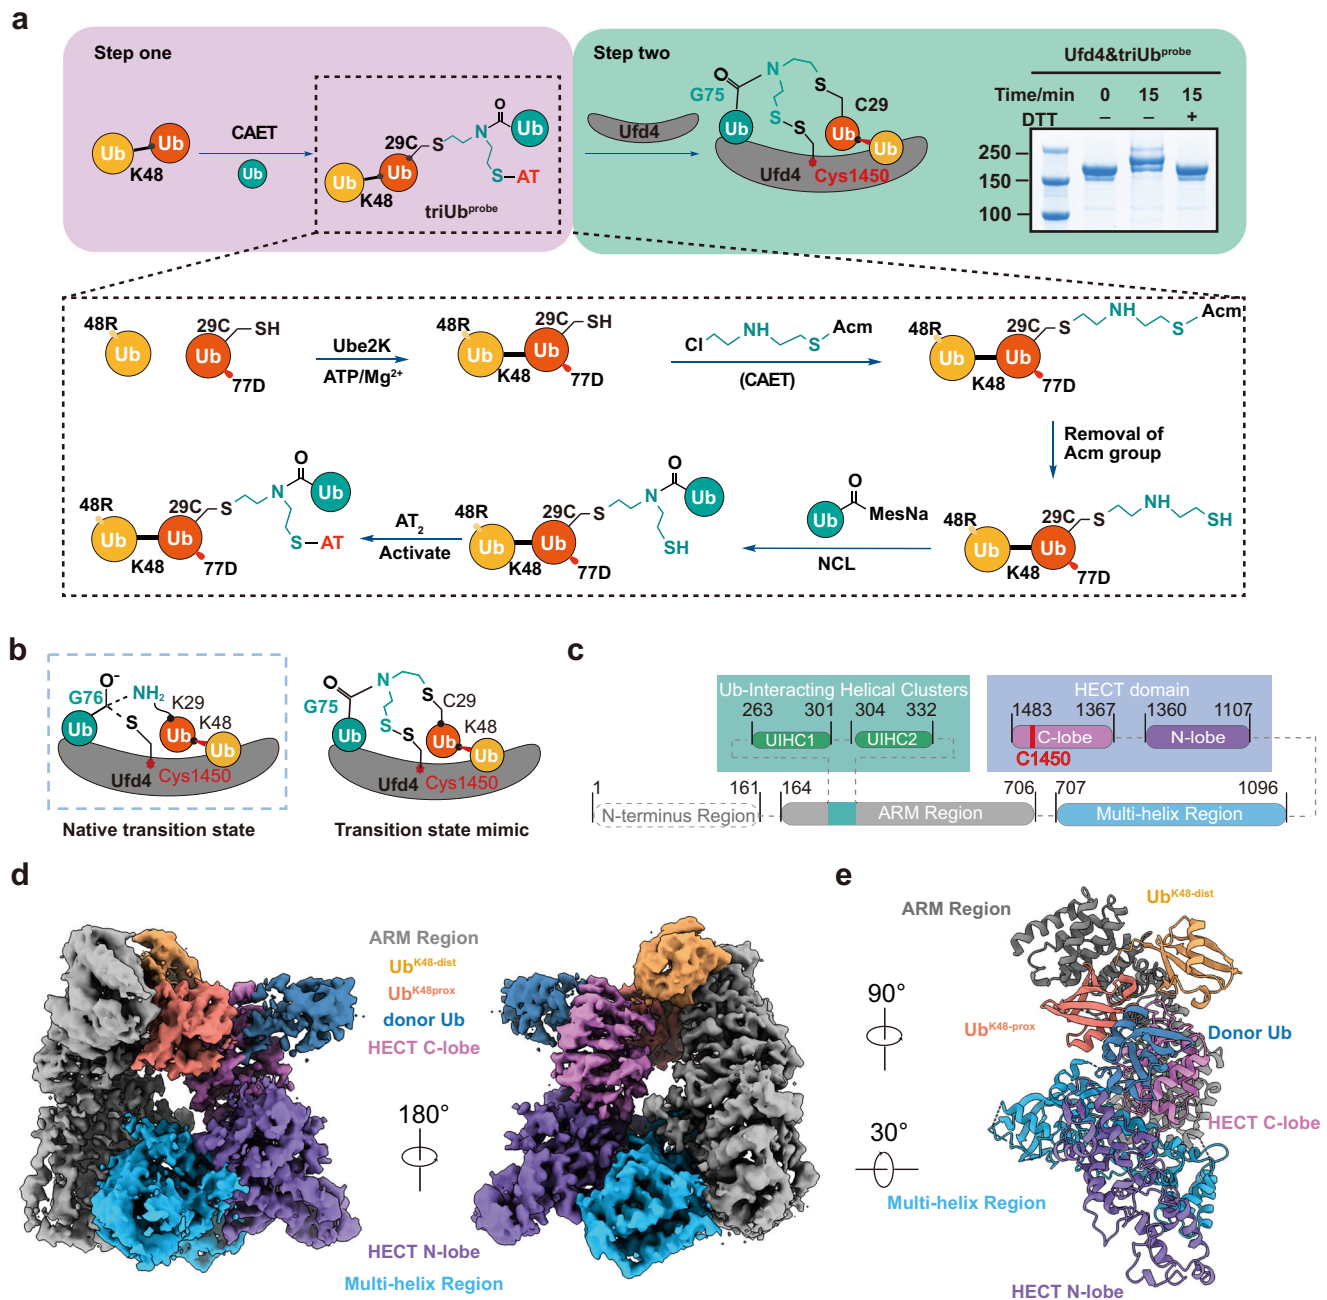 a
Step one
Ub
Ub
K48
CAET
Ub
29C
S
N
O
Ub
Ub
Ub
K48
S
AT
triUbprobe
Step two
Ufd4
O
N
G75
S
C29
Ub
S
S
Ub
Ub
Ufd4 Cys1450
Ufd4&triUbprobe
Time/min 0 15 15
DTT – – +
250
150
100
48R
Ub
29C
SH
Ub
77D
Ube2K
ATP/Mg2+
48R
29C
SH
Ub
Ub
K48
77D
Cl
NH
S
Acm
(CAET)
48R
29C
S
NH
S
Acm
Ub
Ub
K48
77D
Removal of
Acm group
48R
29C
S
NH
SH
Ub
Ub
K48
77D
O
Ub
MesNa
NCL
48R
29C
S
N
O
Ub
SH
Ub
Ub
K48
77D
AT2
Activate
48R
29C
S
N
O
Ub
S
AT
Ub
Ub
K48
77D
b
O–
G76
NH2
K29
S
K48
Ub
Ub
Ub
Ufd4 Cys1450
Native transition state
O
N
S
G75
C29
K48
Ub
S
S
Ub
Ub
Ufd4 Cys1450
Transition state mimic
c
Ub-Interacting Helical Clusters
263 301 304 332
UIHC1 UIHC2
HECT domain
1483 1367 1360 1107
C-lobe N-lobe
C1450
1 161 164 706 707 1096
N-terminus Region ARM Region Multi-helix Region
d
ARM Region
UbK48-dist
UbK48prox
donor Ub
HECT C-lobe
180°
HECT N-lobe
Multi-helix Region
e
ARM Region
UbK48-dist
90°
UbK48-prox
Donor Ub
HECT C-lobe
30°
Multi-helix Region
HECT N-lobe